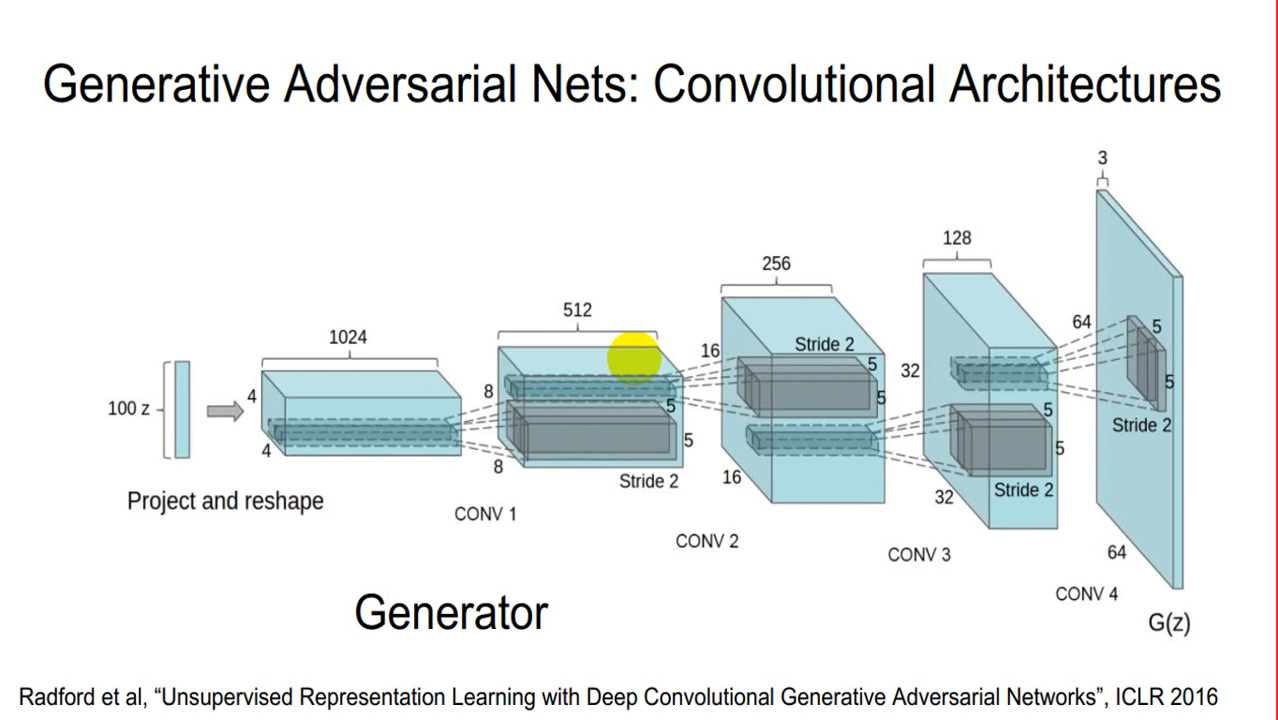 Generative Adversarial Nets: Convolutional Architectures
3
128
256
512
1024
64
5
16
Stride 2
5
32
5
8
5
4
5
5
100 z
5
5
Stride 2
4
8
Stride 2
16
Stride 2
32
Project and reshape
CONV 1
CONV 2
CONV 3
64
CONV 4
Generator
G(z)
Radford et al, “Unsupervised Representation Learning with Deep Convolutional Generative Adversarial Networks”, ICLR 2016